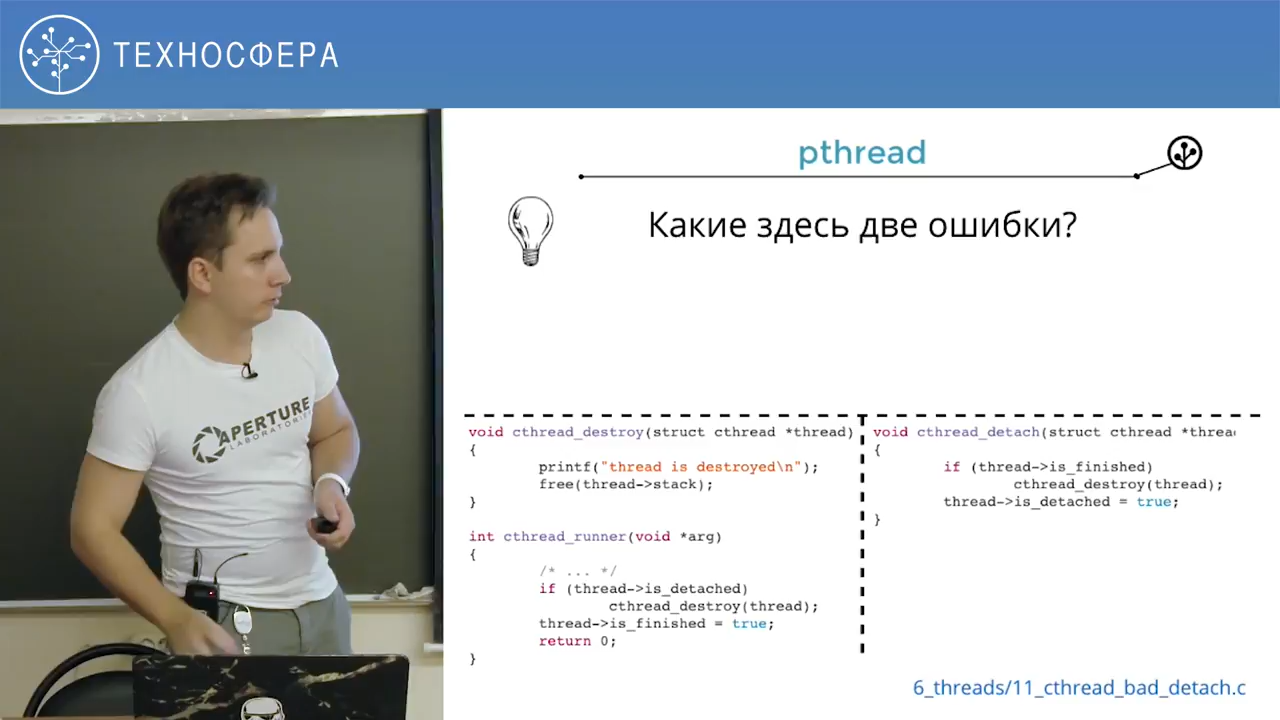 ТЕХНОСФЕРА
pthread
Какие здесь две ошибки?
APERTURE
LABORATORIES
void cthread_destroy(struct cthread *thread)
{
printf("thread is destroyed\n");
free(thread->stack);
}
int cthread_runner(void *arg)
{
/* ... */
if (thread->is_detached)
cthread_destroy(thread);
thread->is_finished = true;
return 0;
}
void cthread_detach(struct cthread *threa
{
if (thread->is_finished)
cthread_destroy(thread);
thread->is_detached = true;
}
6_threads/11_cthread_bad_detach.c